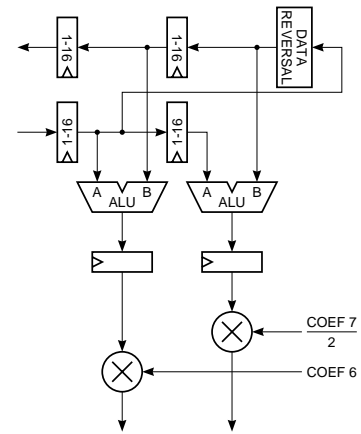 1-16
1-16
DATA
REVERSAL
1-16
1-16
A
B
ALU
A
B
ALU
COEF 7
2
COEF 6